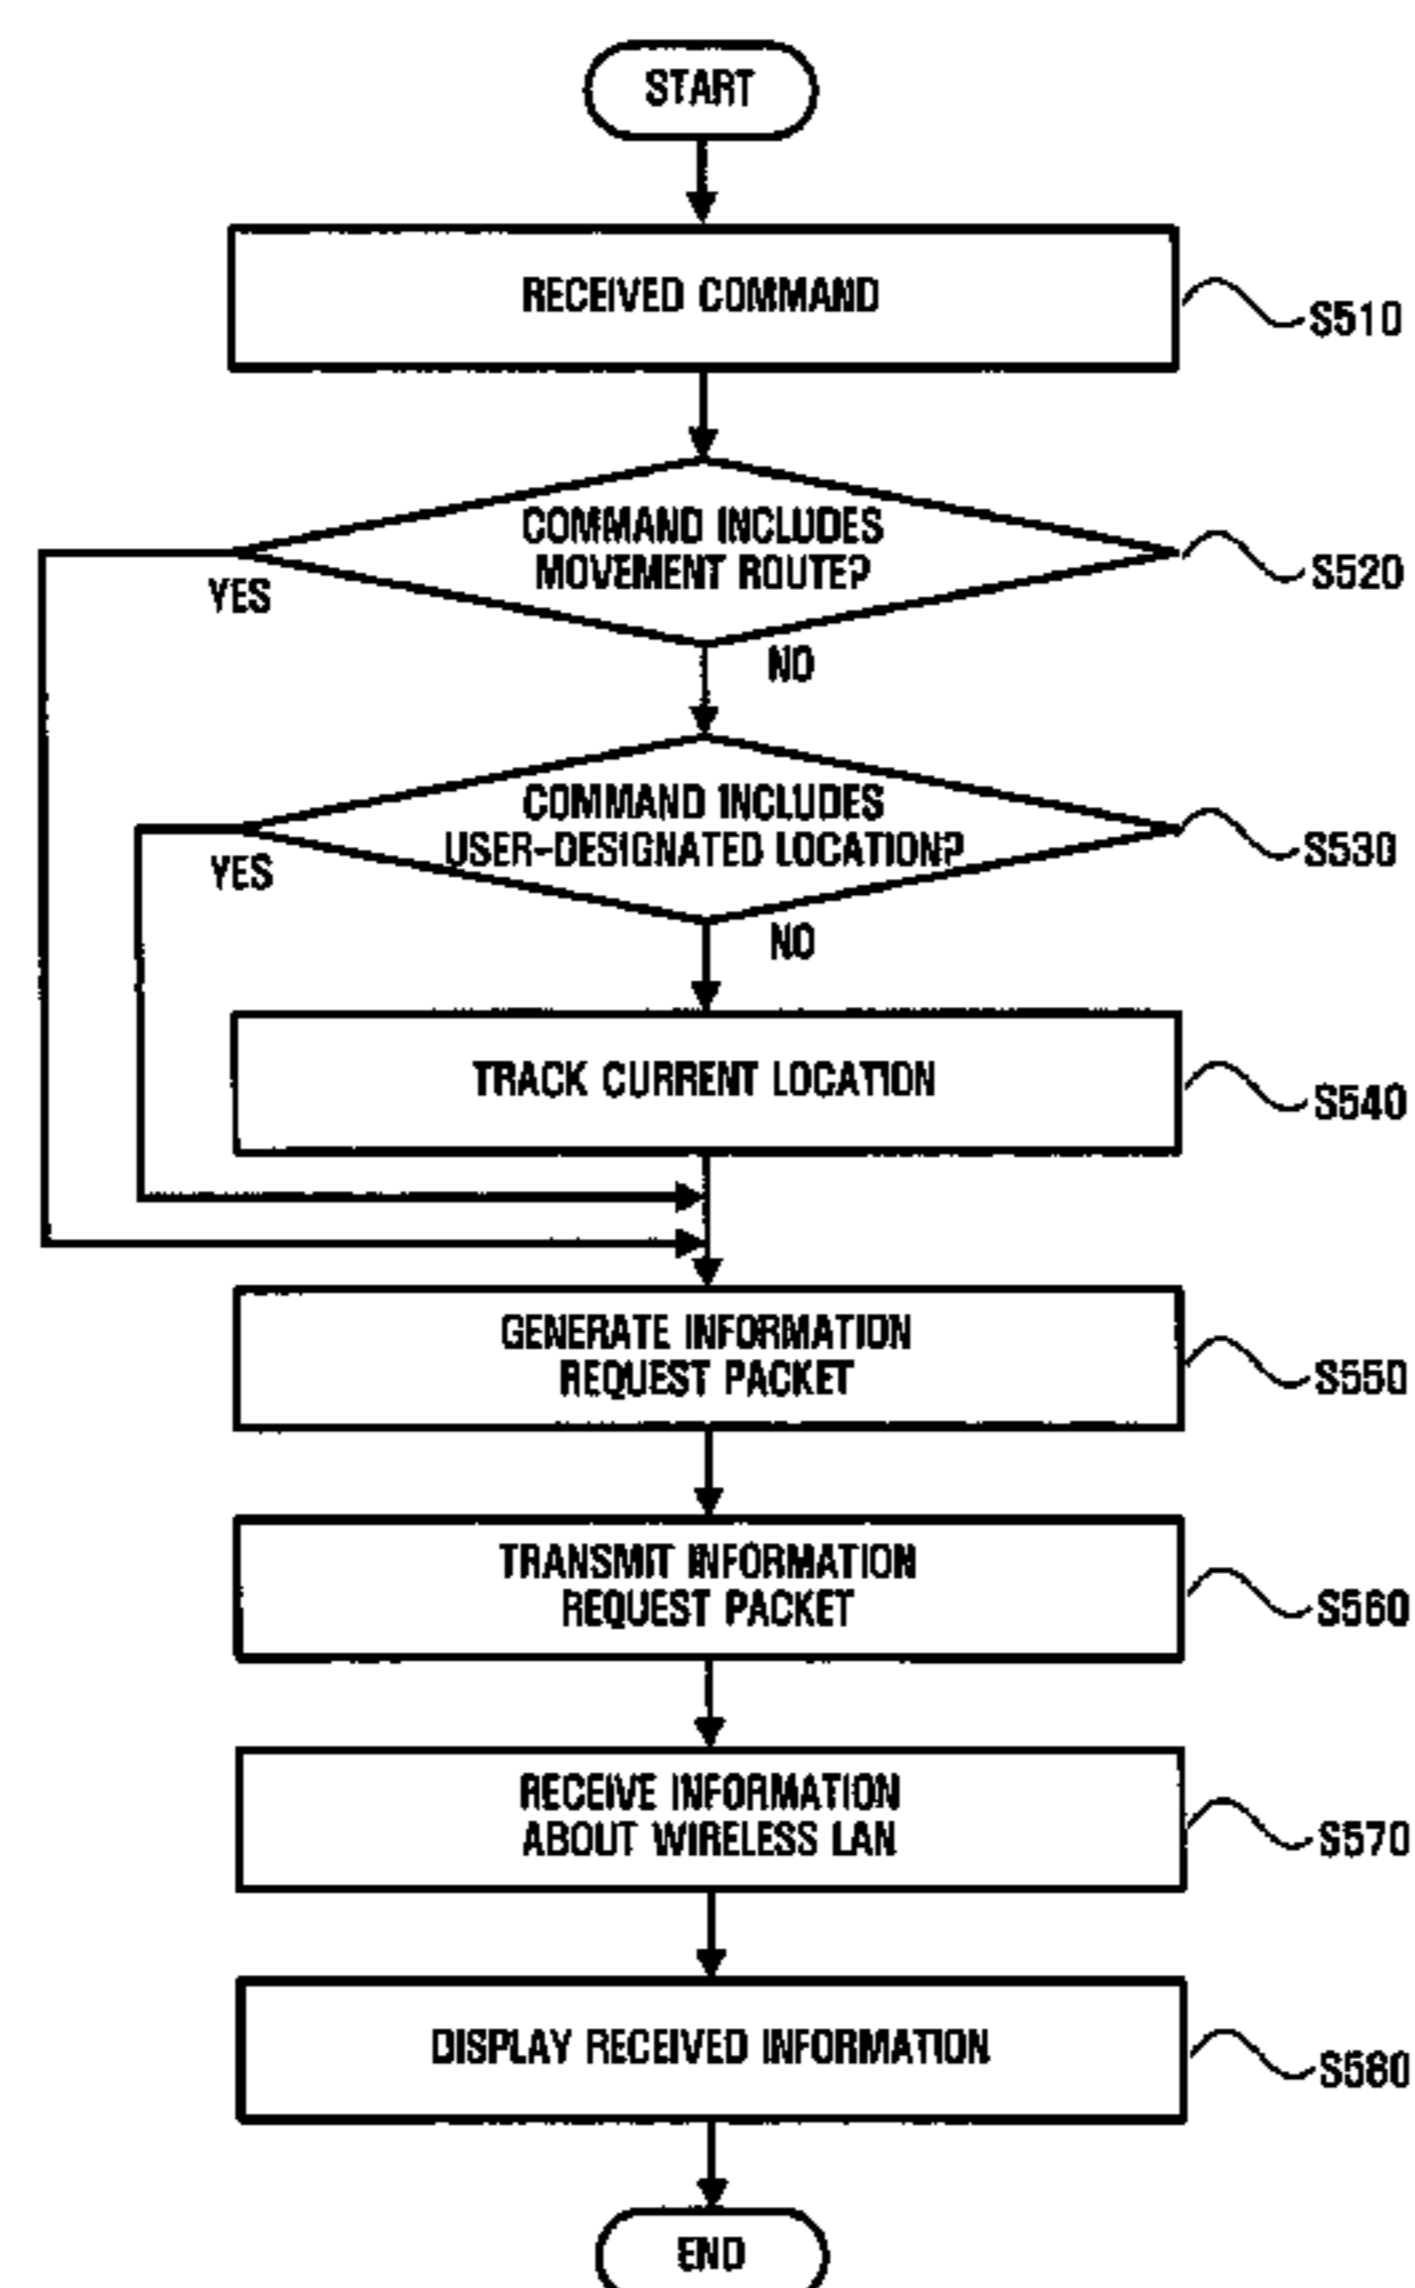 START
RECEIVED COMMAND
S510
COMMAND INCLUDES
MOVEMENT ROUTE?
S520
YES
NO
COMMAND INCLUDES
USER-DESIGNATED LOCATION?
S530
YES
NO
TRACK CURRENT LOCATION
S540
GENERATE INFORMATION
REQUEST PACKET
S550
TRANSMIT INFORMATION
REQUEST PACKET
S560
RECEIVE INFORMATION
ABOUT WIRELESS LAN
S570
DISPLAY RECEIVED INFORMATION
S580
END